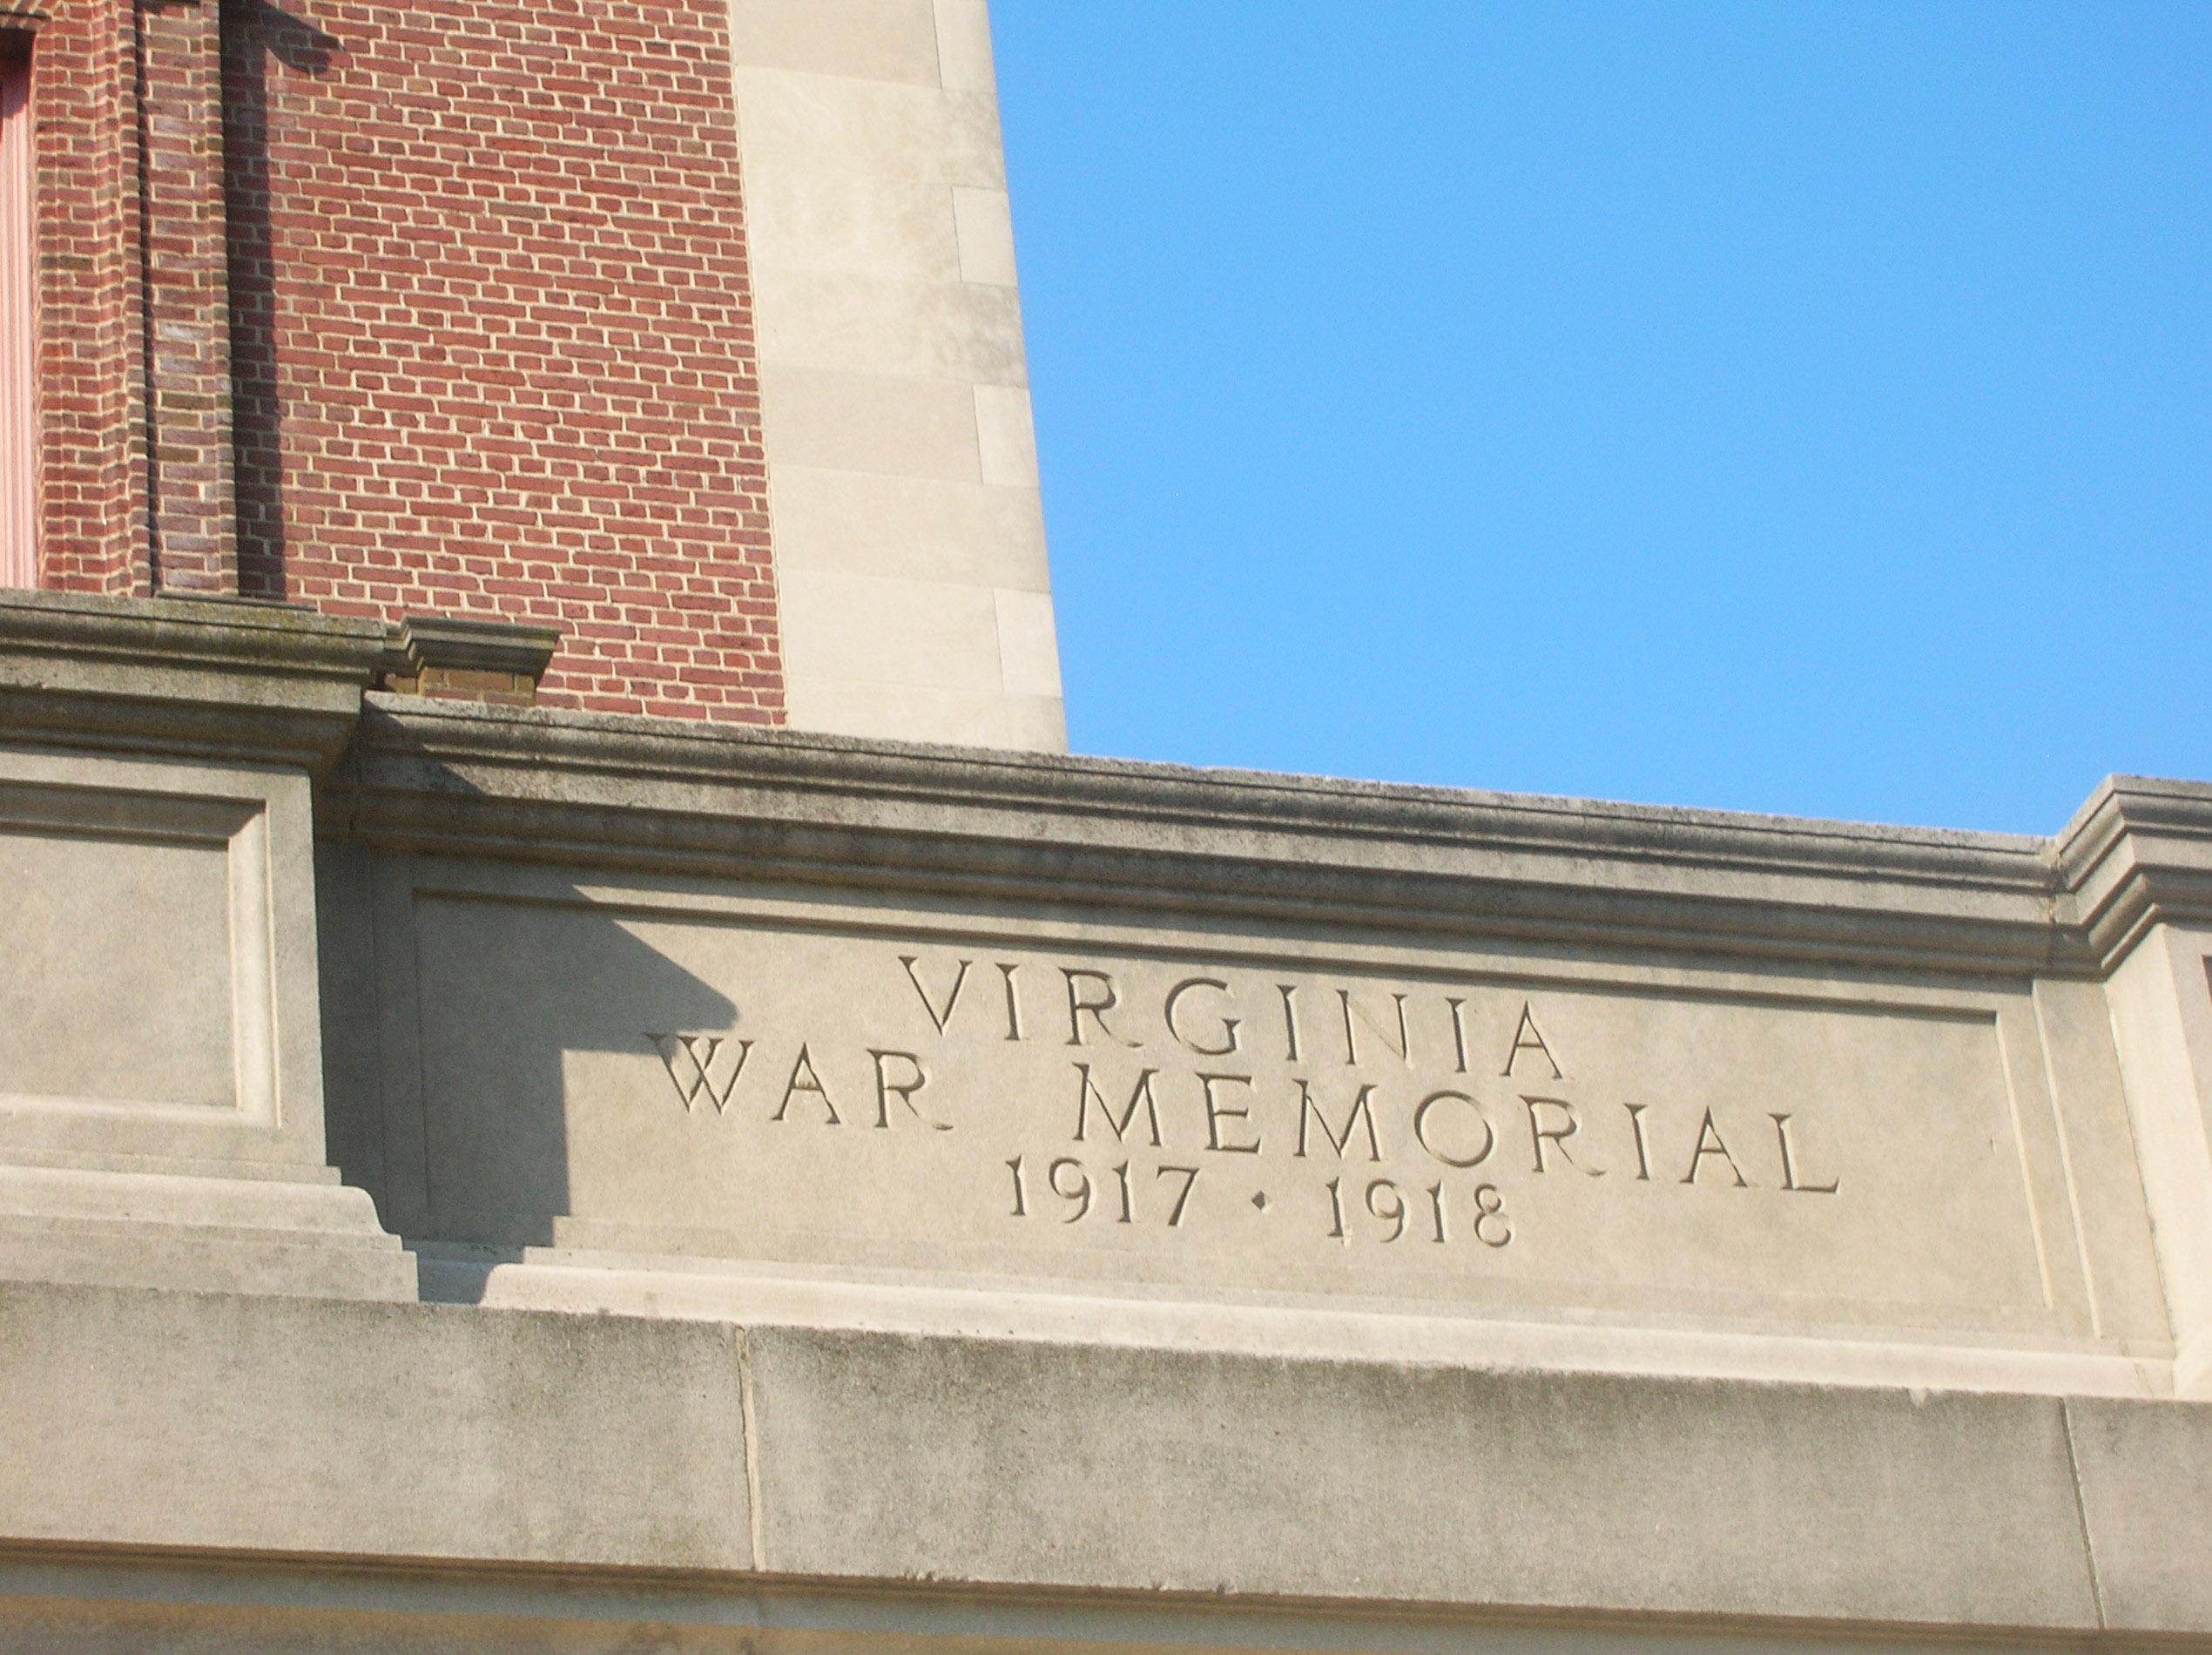 VIRGINIA
WAR MEMORIAL
1917 · 1918